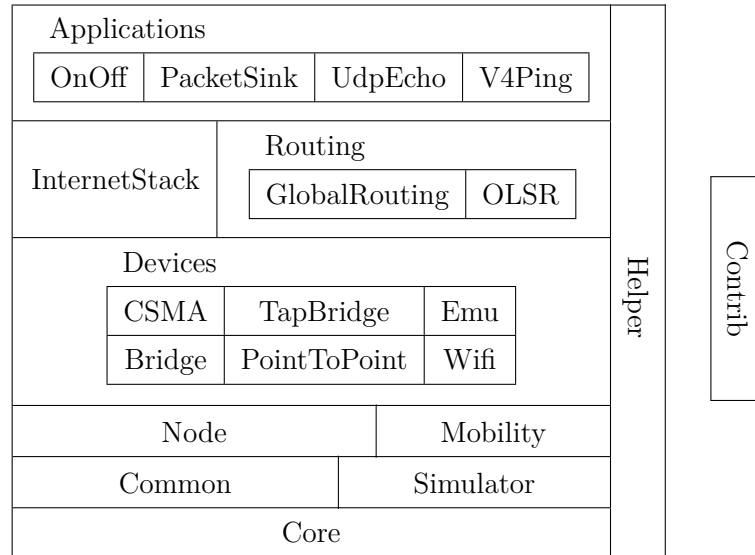 Applications
OnOff PacketSink UdpEcho V4Ping
InternetStack
Routing
GlobalRouting OLSR
Devices
CSMA TapBridge Emu
Bridge PointToPoint Wifi
Node Mobility
Common Simulator
Core
Helper
Contrib